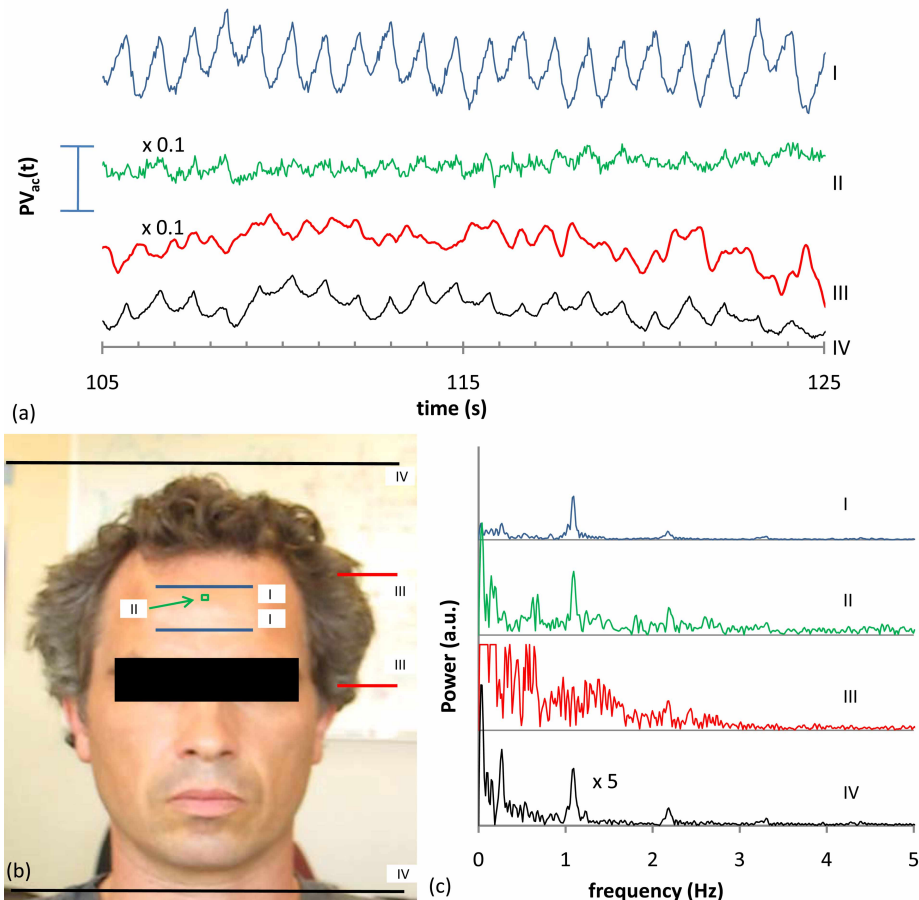 I
x 0.1
PVac(t)
II
x 0.1
III
IV
105
115
125
time (s)
(a)
IV
III
I
II
I
III
IV
(b)
I
II
III
x 5
IV
Power (a.u.)
0
1
2
3
4
5
frequency (Hz)
(c)